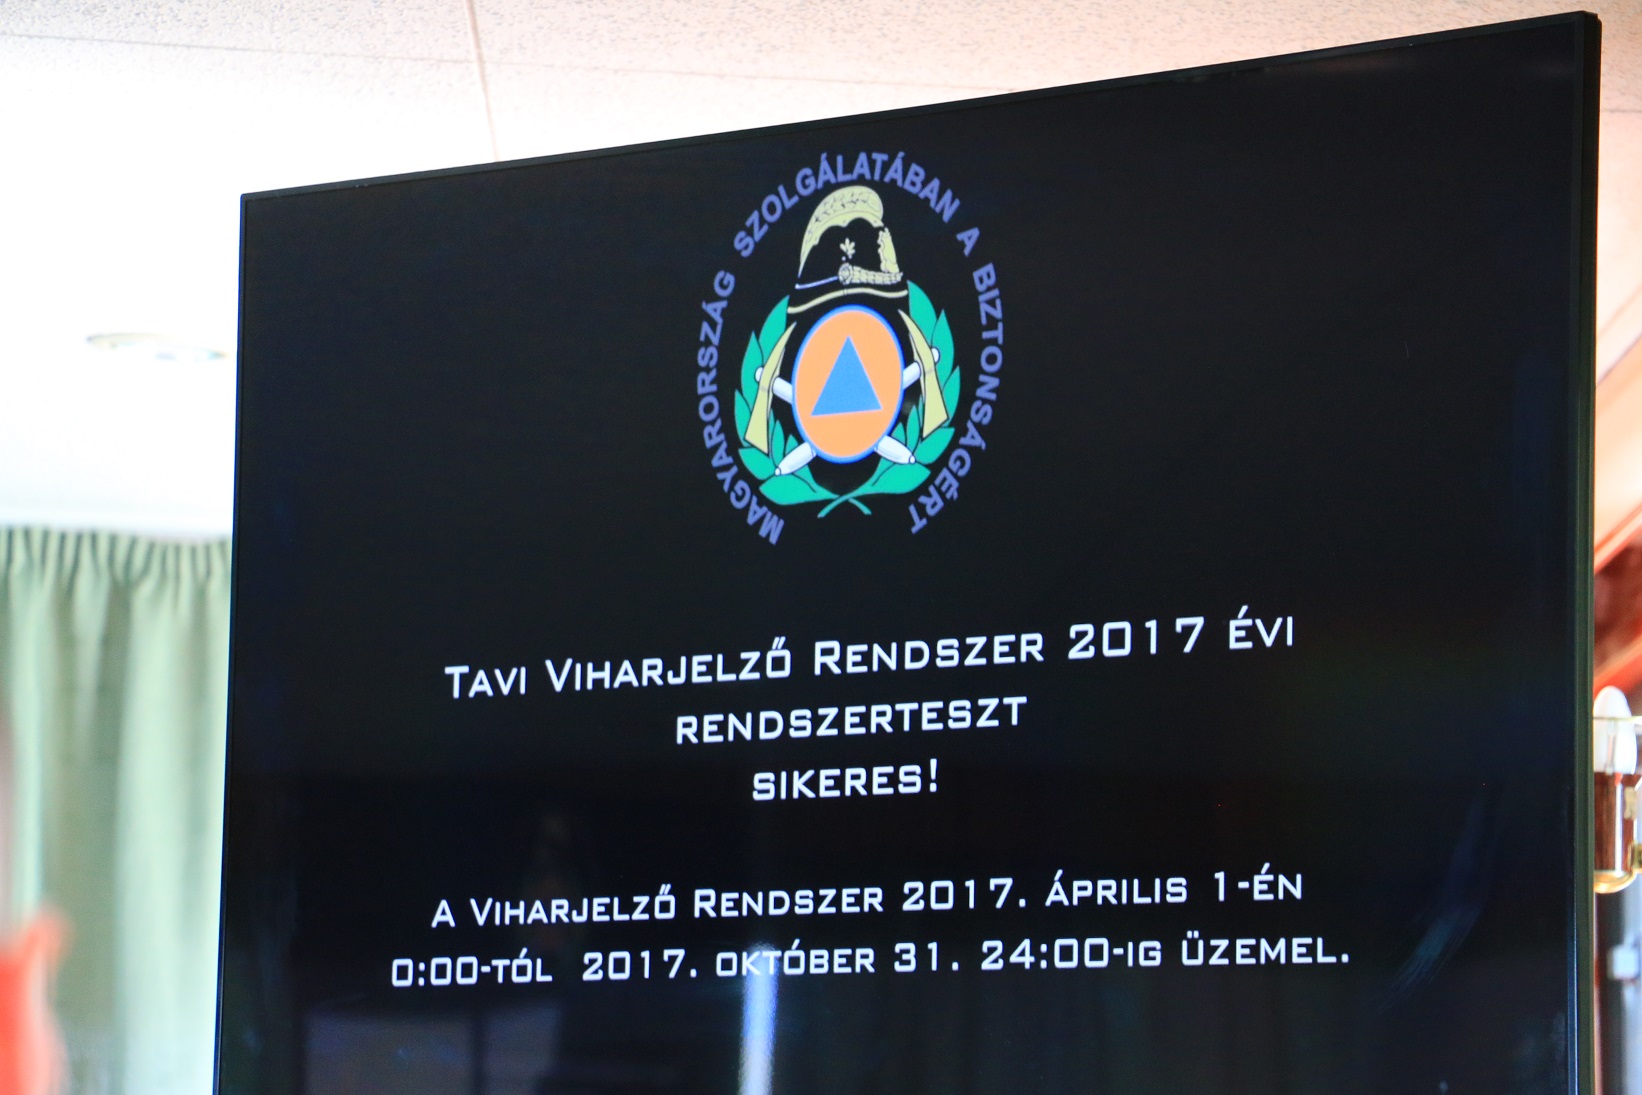 MAGYARORSZÁG SZOLGÁLATÁBAN A BIZTONSÁGÉRT
TAVI VIHARJELZŐ RENDSZER 2017 ÉVI
RENDSZERTESZT
SIKERES!
A VIHARJELZŐ RENDSZER 2017. ÁPRILIS 1-ÉN
0:00-TÓL 2017. OKTÓBER 31. 24:00-IG ÜZEMEL.